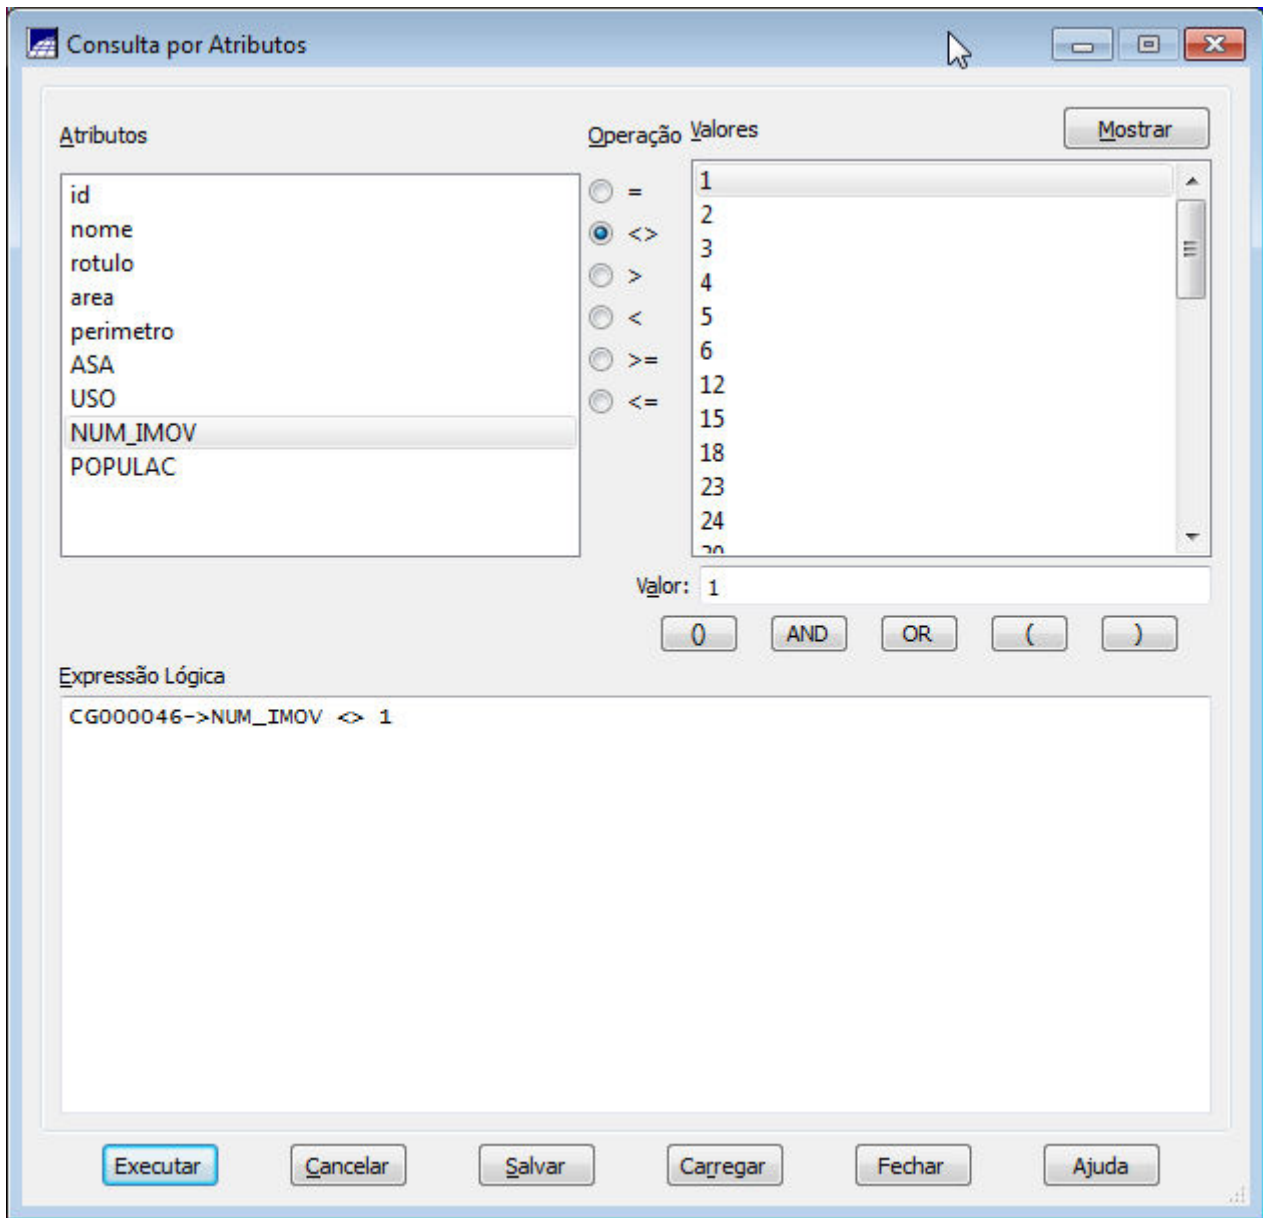 Consulta por Atributos
Atributos
Operação
Valores
Mostrar
id
nome
rotulo
area
perimetro
ASA
USO
NUM_IMOV
POPULAC
=
<>
>
<
>=
<=
1
2
3
4
5
6
12
15
18
23
24
Valor: 1
()
AND
OR
(
)
Expressão Lógica
CG000046->NUM_IMOV <> 1
Executar
Cancelar
Salvar
Carregar
Fechar
Ajuda